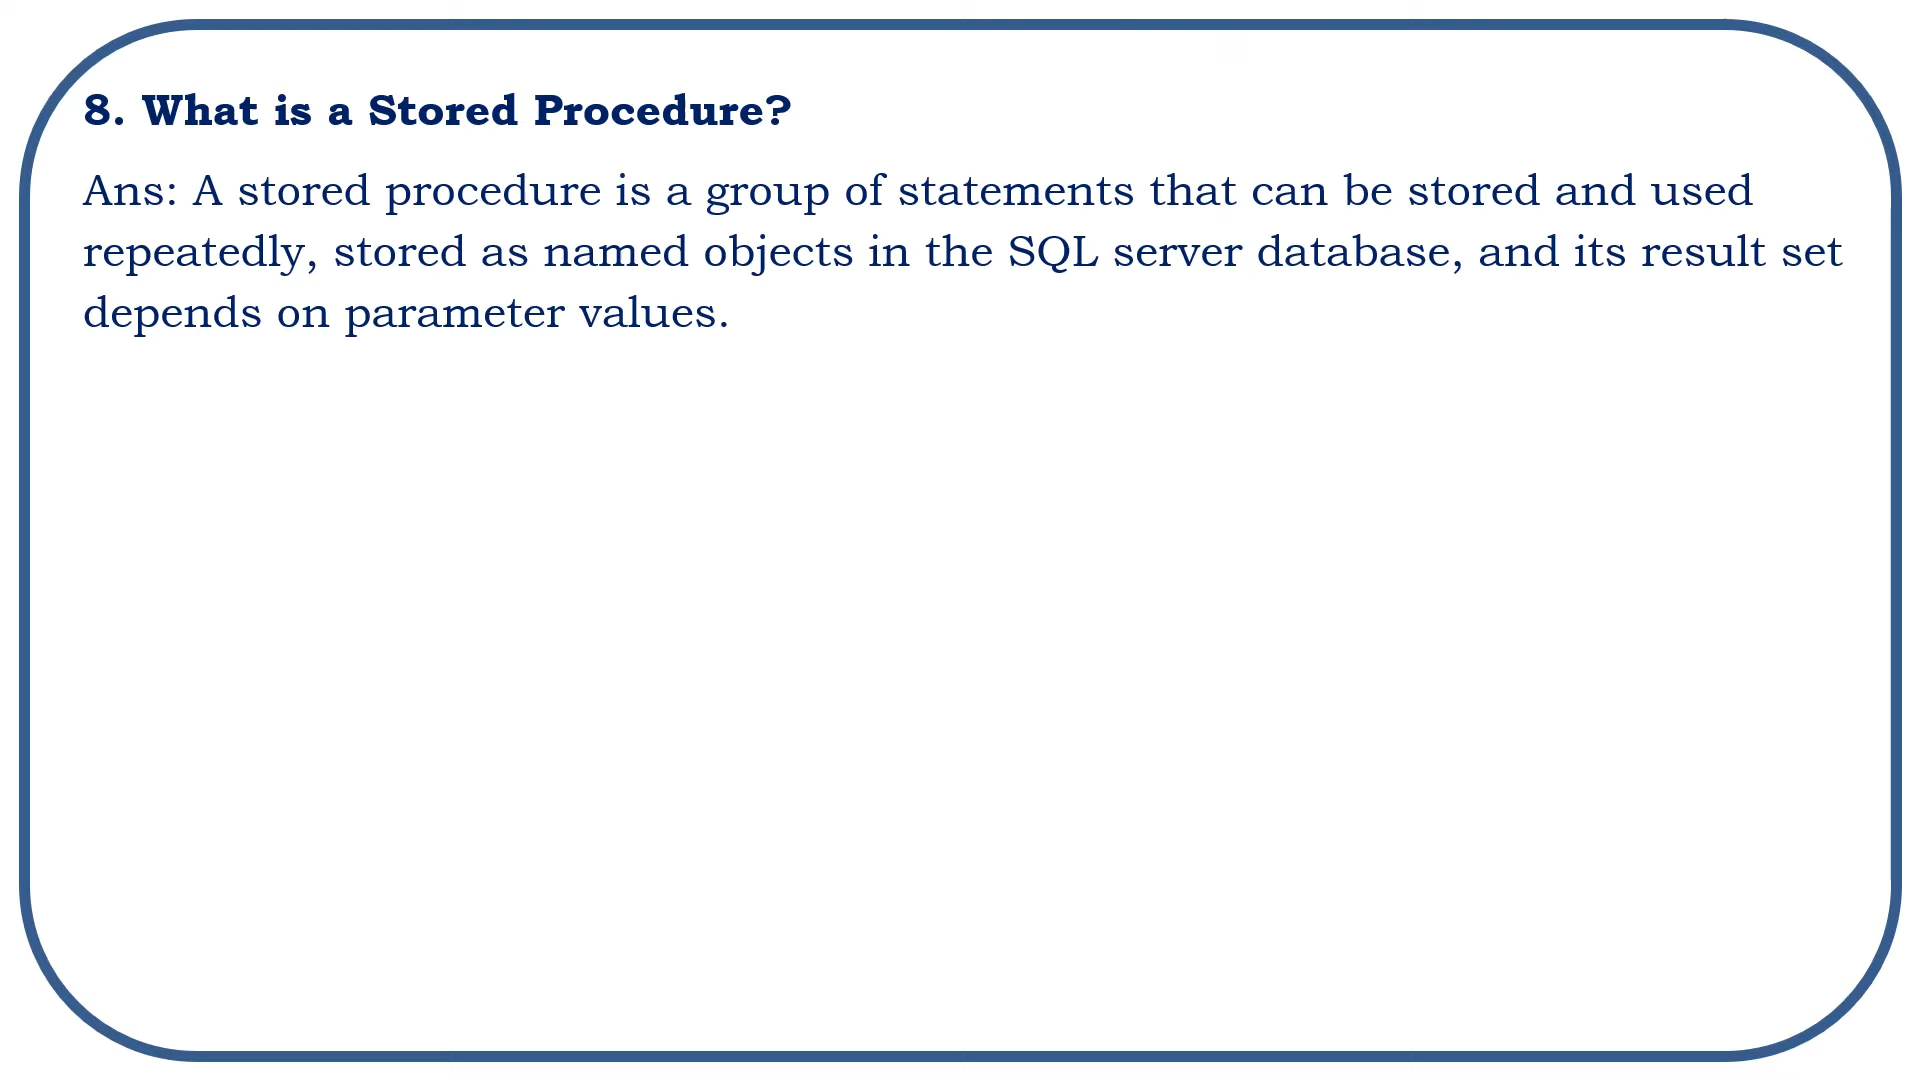 8. What is a Stored Procedure?
Ans: A stored procedure is a group of statements that can be stored and used
repeatedly, stored as named objects in the SQL server database, and its result set
depends on parameter values.